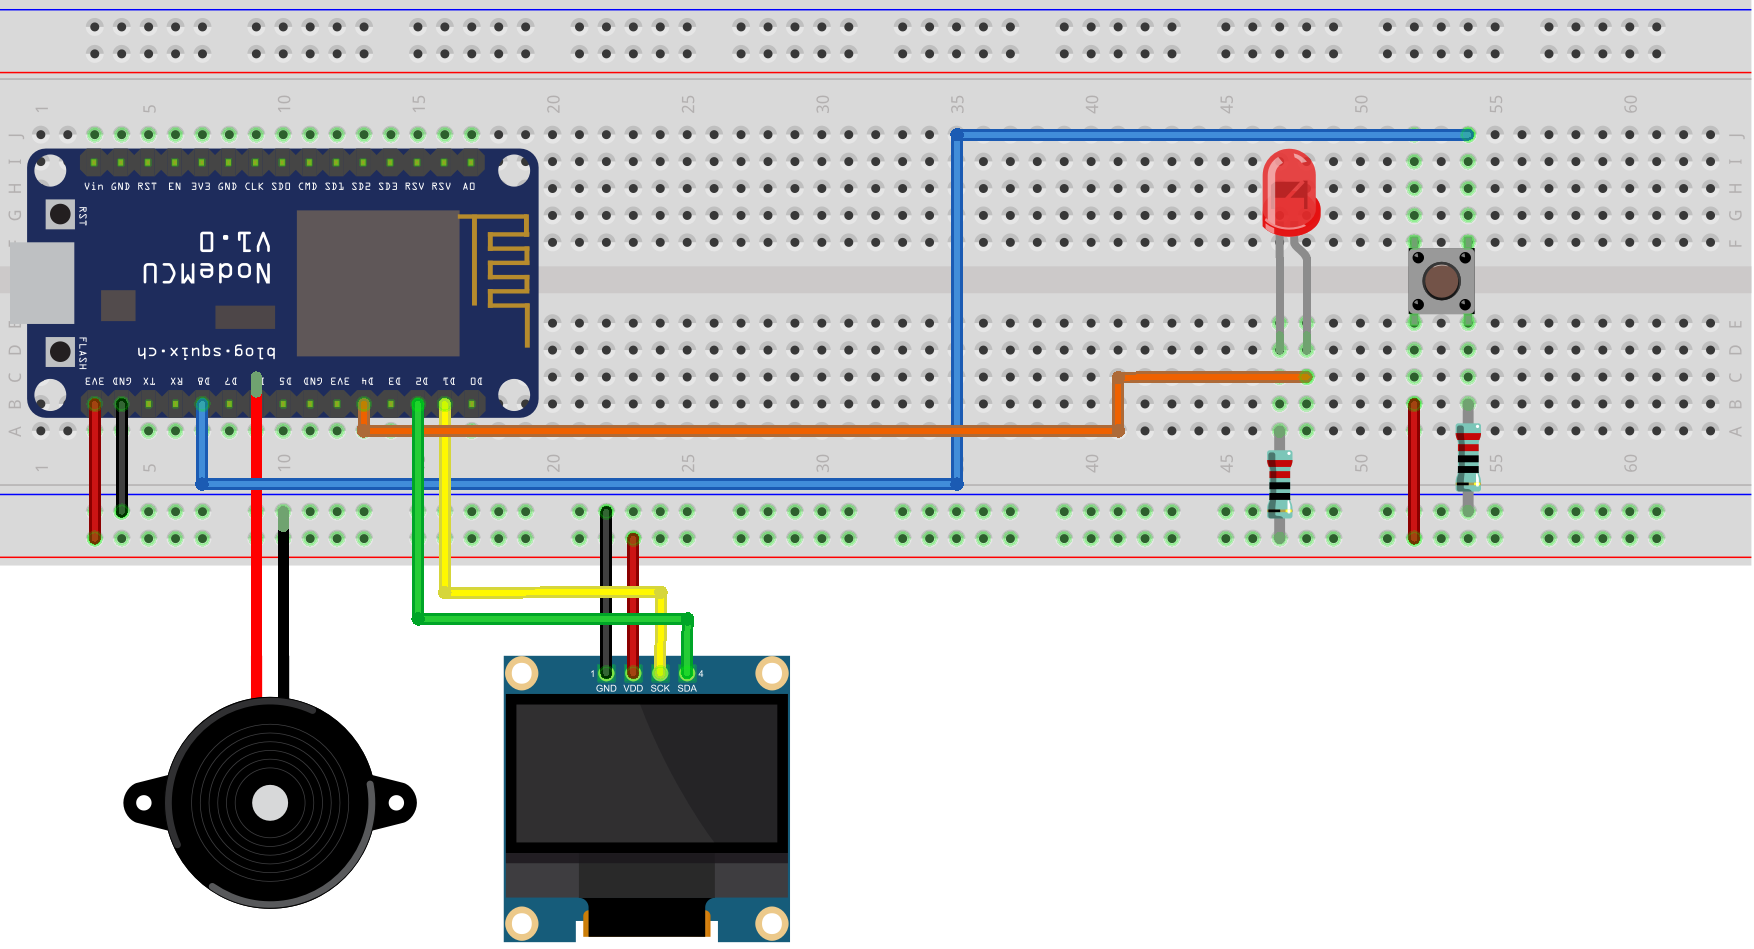 1 5 10 15 20 25 30 35 40 45 50 55 60
J J
I I
H H
G G
F
Vin GND RST EN 3V3 GND CLK SD0 CMD SD1 SD2 SD3 RSV RSV A0
RST
NodeMCU
V1.0
blog.squix.ch
FLASH
3V3 GND TX RX D8 D7 D5 GND 3V3 D4 D3 D2 D1 D0
E E
D D
C C
B B
A A
1 5 10 20 25 30 35 40 45 50 55 60
1 4
GND VDD SCK SDA